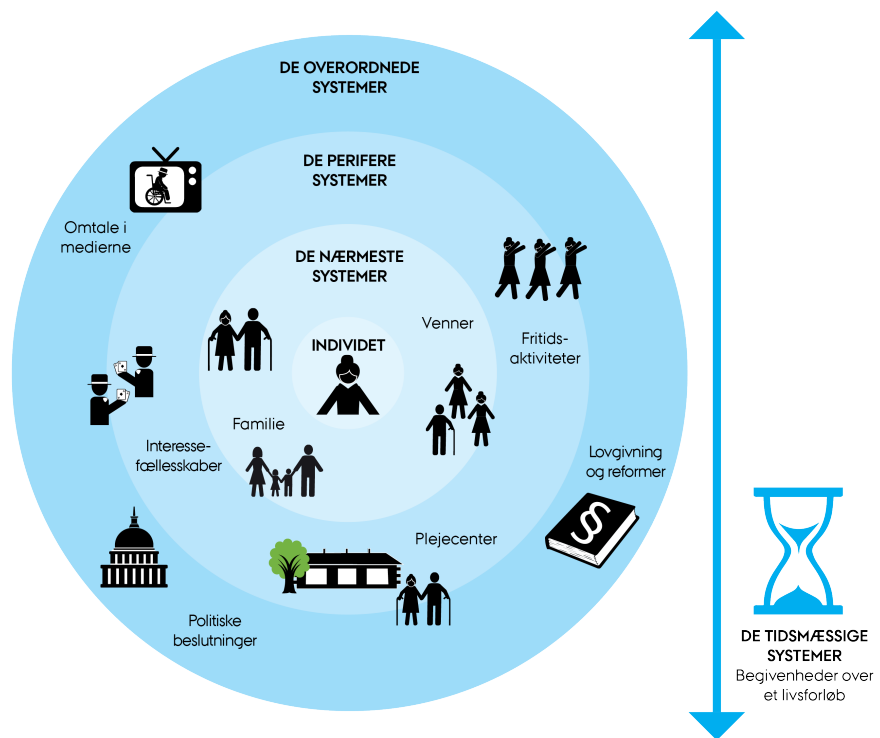 DE OVERORDNEDE
SYSTEMER
DE PERIFERE
SYSTEMER
Omtale i
medierne
DE NÆRMESTE
SYSTEMER
Venner
Fritids-
aktiviteter
INDIVIDET
Familie
Interesse-
fællesskaber
Lovgivning
og reformer
§
Plejecenter
Politiske
beslutninger
DE TIDSMÆSSIGE
SYSTEMER
Begivenheder over
et livsforløb